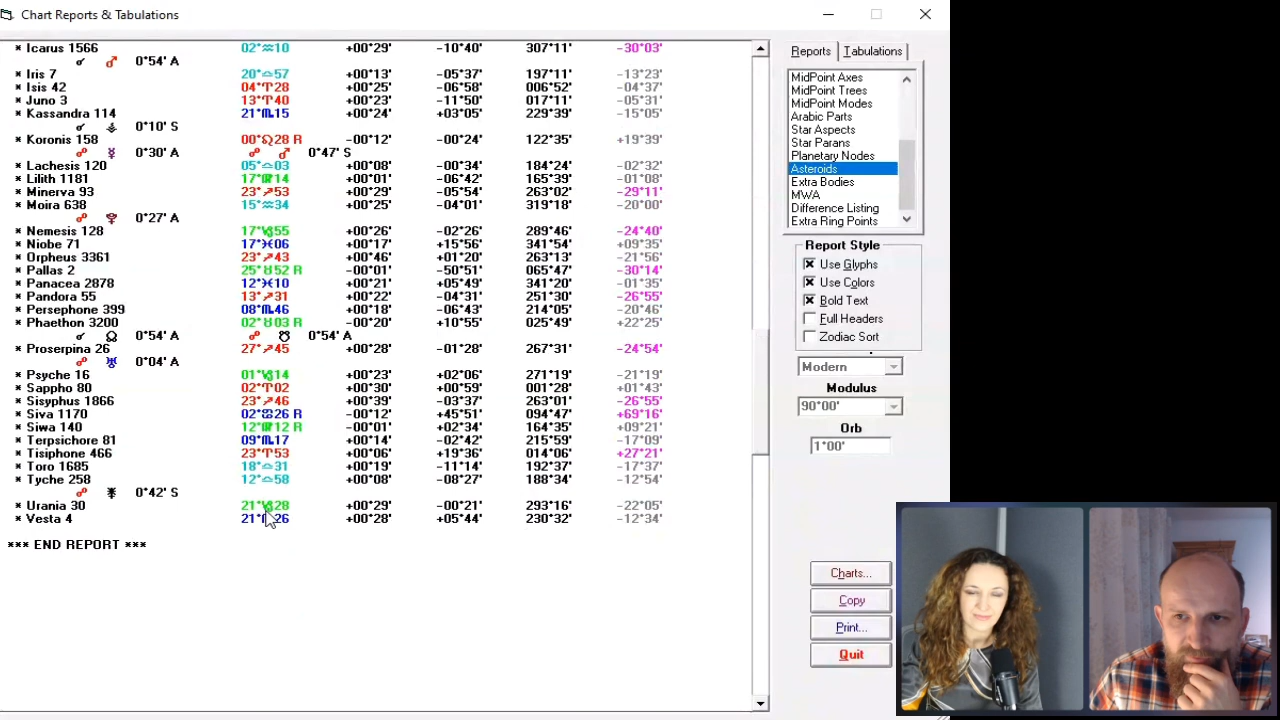 Chart Reports & Tabulations
* Icarus 1566 02°♒10 +00°29' -10°40' 307°11' -30°03'
☌ ♂ 0°54' A
* Iris 7 20°♎57 +00°13' -05°37' 197°11' -13°23'
* Isis 42 04°♈28 +00°25' -06°58' 006°52' -04°37'
* Juno 3 13°♈40 +00°23' -11°50' 017°11' -05°31'
* Kassandra 114 21°♏15 +00°24' +03°05' 229°39' -15°05'
☌ ⚶ 0°10' S
* Koronis 158 00°♌28 R -00°12' -00°24' 122°35' +19°39'
☍ ☿ 0°30' A ☍ ♂ 0°47' S
* Lachesis 120 05°♎03 +00°08' -00°34' 184°24' -02°32'
* Lilith 1181 17°♍14 +00°01' -06°42' 165°39' -01°08'
* Minerva 93 23°♐53 +00°29' -05°54' 263°02' -29°11'
* Moira 638 15°♒34 +00°25' -04°01' 319°18' -20°00'
☍ 0°27' A
* Nemesis 128 17°♑55 +00°26' -02°26' 289°46' -24°40'
* Niobe 71 17°♓06 +00°17' +15°56' 341°54' +09°35'
* Orpheus 3361 23°♐43 +00°46' +01°20' 263°13' -21°56'
* Pallas 2 25°♉52 R -00°01' -50°51' 065°47' -30°14'
* Panacea 2878 12°♓10 +00°21' +05°49' 341°20' -01°35'
* Pandora 55 13°♐31 +00°22' -04°31' 251°30' -26°55'
* Persephone 399 08°♏46 +00°18' -06°43' 214°05' -20°46'
* Phaethon 3200 02°♉03 R -00°20' +10°55' 025°49' +22°25'
☌ ☊ 0°54' A ☍ ☋ 0°54' A
* Proserpina 26 27°♐45 +00°28' -01°28' 267°31' -24°54'
☍ ♅ 0°04' A
* Psyche 16 01°♑14 +00°23' +02°06' 271°19' -21°19'
* Sappho 80 02°♈02 +00°30' +00°59' 001°28' +01°43'
* Sisyphus 1866 23°♐46 +00°39' -03°37' 263°01' -26°55'
* Siva 1170 02°♋26 R -00°12' +45°51' 094°47' +69°16'
* Siwa 140 12°♍12 R -00°01' +02°34' 164°35' +09°21'
* Terpsichore 81 09°♏17 +00°14' -02°42' 215°59' -17°09'
* Tisiphone 466 23°♈53 +00°06' +19°36' 014°06' +27°21'
* Toro 1685 18°♎31 +00°19' -11°14' 192°37' -17°37'
* Tyche 258 12°♎58 +00°08' -08°27' 188°34' -12°54'
☍ 0°42' S
* Urania 30 21°♑28 +00°29' -00°21' 293°16' -22°05'
* Vesta 4 21°♏26 +00°28' +05°44' 230°32' -12°34'
*** END REPORT ***
Reports Tabulations
MidPoint Axes
MidPoint Trees
MidPoint Modes
Arabic Parts
Star Aspects
Star Parans
Planetary Nodes
Asteroids
Extra Bodies
MWA
Difference Listing
Extra Ring Points
Report Style
Use Glyphs
Use Colors
Bold Text
Full Headers
Zodiac Sort
Modern
Modulus
90°00'
Orb
1°00'
Charts...
Copy
Print...
Quit